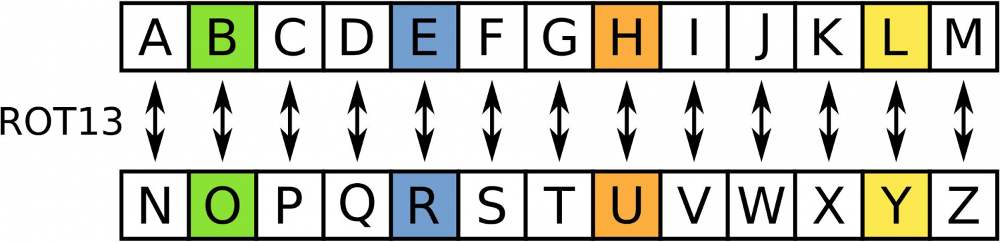 A B C D E F G H I J K L M
ROT13
N O P Q R S T U V W X Y Z